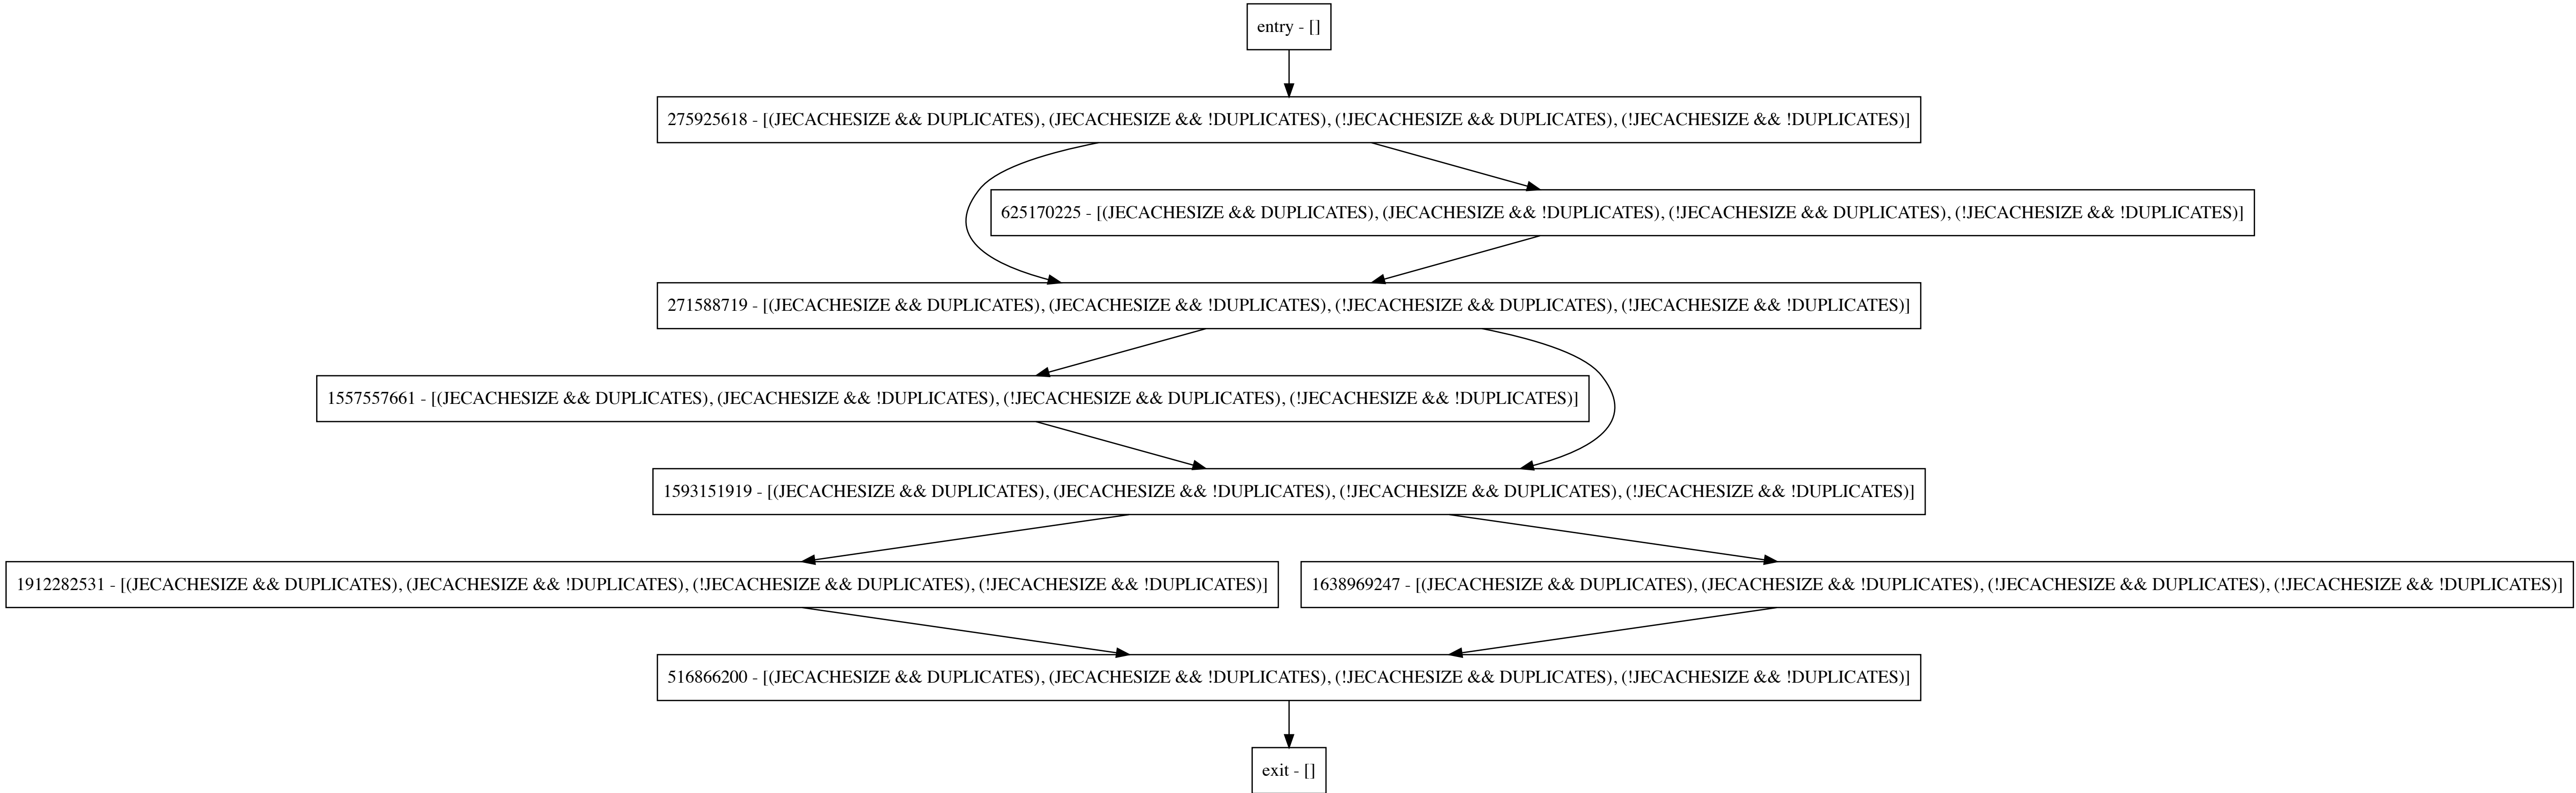 entry - []
275925618 - [(JECACHESIZE && DUPLICATES), (JECACHESIZE && !DUPLICATES), (!JECACHESIZE && DUPLICATES), (!JECACHESIZE && !DUPLICATES)]
625170225 - [(JECACHESIZE && DUPLICATES), (JECACHESIZE && !DUPLICATES), (!JECACHESIZE && DUPLICATES), (!JECACHESIZE && !DUPLICATES)]
271588719 - [(JECACHESIZE && DUPLICATES), (JECACHESIZE && !DUPLICATES), (!JECACHESIZE && DUPLICATES), (!JECACHESIZE && !DUPLICATES)]
1557557661 - [(JECACHESIZE && DUPLICATES), (JECACHESIZE && !DUPLICATES), (!JECACHESIZE && DUPLICATES), (!JECACHESIZE && !DUPLICATES)]
1593151919 - [(JECACHESIZE && DUPLICATES), (JECACHESIZE && !DUPLICATES), (!JECACHESIZE && DUPLICATES), (!JECACHESIZE && !DUPLICATES)]
1912282531 - [(JECACHESIZE && DUPLICATES), (JECACHESIZE && !DUPLICATES), (!JECACHESIZE && DUPLICATES), (!JECACHESIZE && !DUPLICATES)]
1638969247 - [(JECACHESIZE && DUPLICATES), (JECACHESIZE && !DUPLICATES), (!JECACHESIZE && DUPLICATES), (!JECACHESIZE && !DUPLICATES)]
516866200 - [(JECACHESIZE && DUPLICATES), (JECACHESIZE && !DUPLICATES), (!JECACHESIZE && DUPLICATES), (!JECACHESIZE && !DUPLICATES)]
exit - []